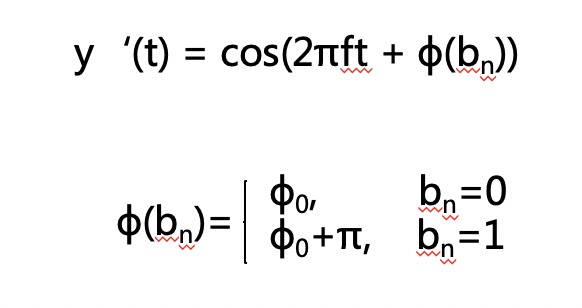 y ‘(t) = cos(2πft + ϕ(bₙ))
ϕ(bₙ)= { ϕ₀, bₙ=0
ϕ₀+π, bₙ=1